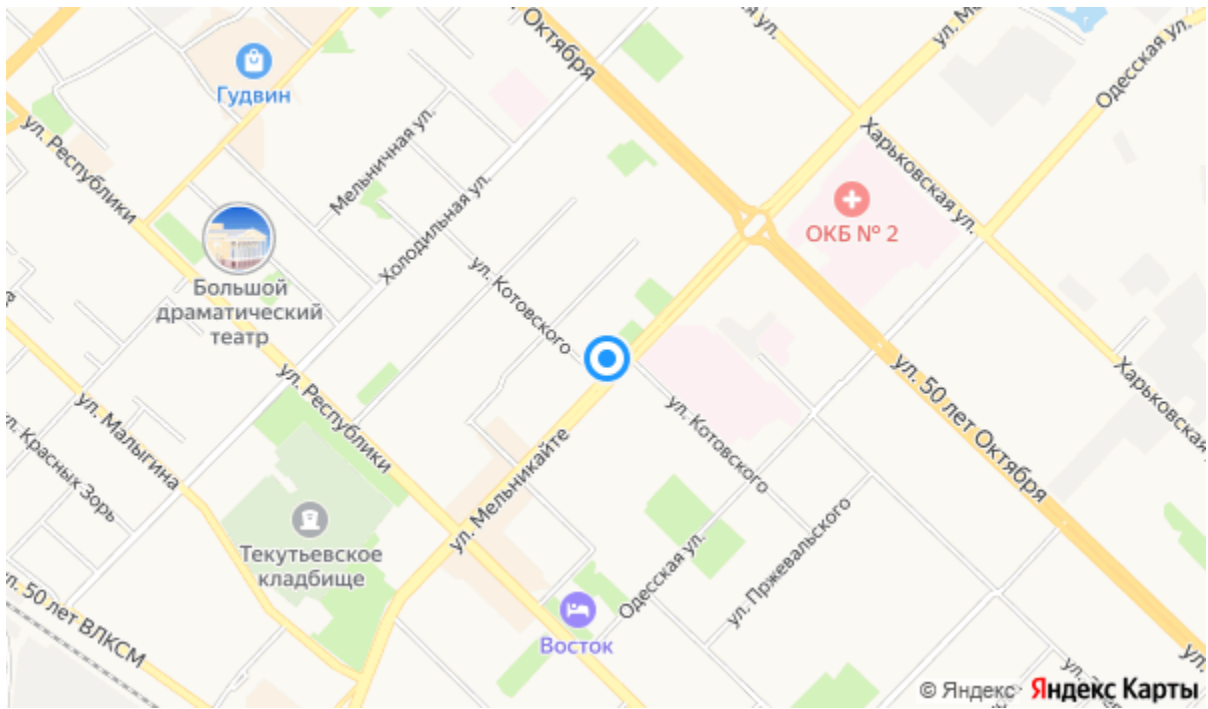 Октября
ул. М
Одесская ул.
Гудвин
ул. Республики
Мельничная ул.
Харьковская ул.
ОКБ № 2
Холодильная ул.
Большой
драматический
театр
ул. Котовского
ул. 50 лет Октября
Харьковская
ул. Республики
ул. Малыгина
ул. Котовского
ул. Мельникайте
ул. Красных Зорь
Текутьевское
кладбище
ул. Пржевальского
Одесская ул.
ул. 50 лет ВЛКСМ
Восток
ул.
© Яндекс Яндекс Карты